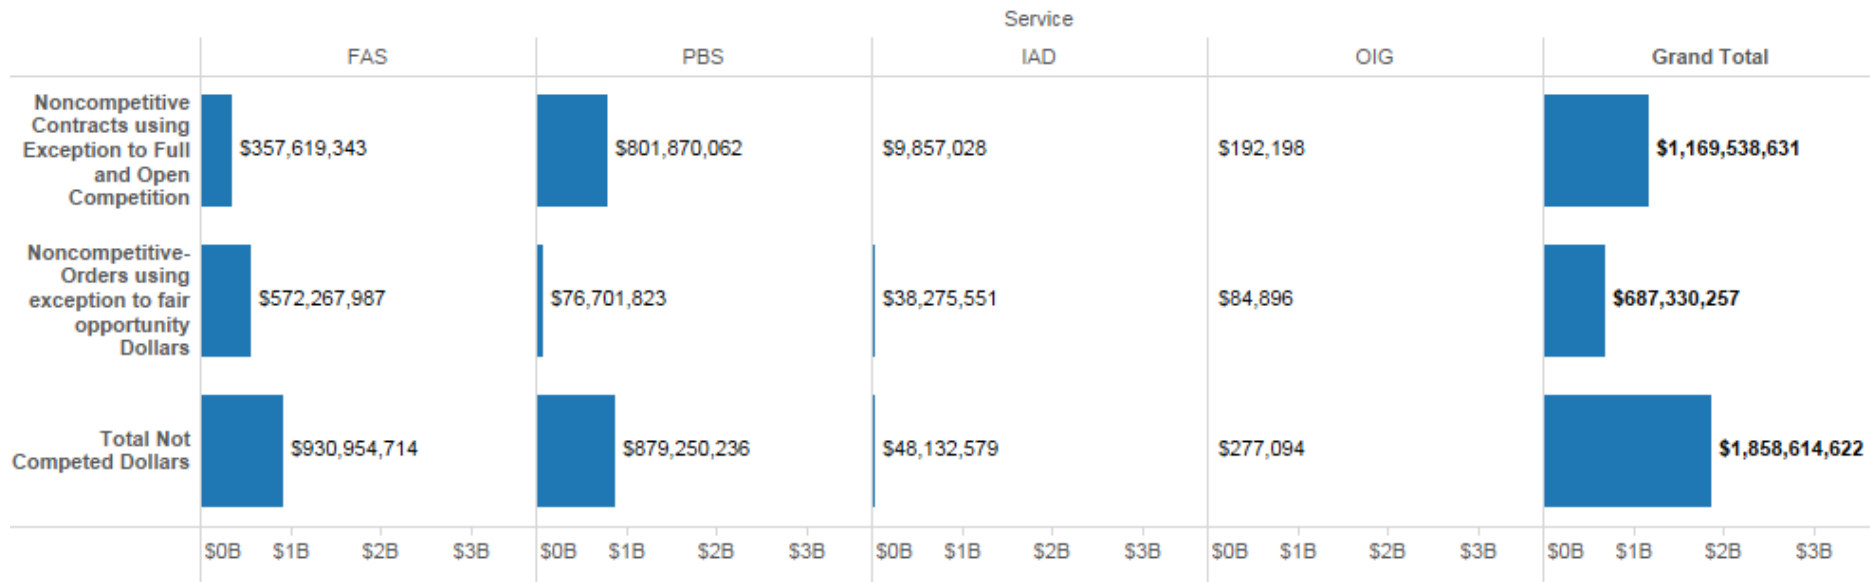 Service
FAS PBS IAD OIG Grand Total
Noncompetitive
Contracts using
Exception to Full
and Open
Competition
$357,619,343 $801,870,062 $9,857,028 $192,198 $1,169,538,631
Noncompetitive-
Orders using
exception to fair
opportunity
Dollars
$572,267,987 $76,701,823 $38,275,551 $84,896 $687,330,257
Total Not
Competed Dollars
$930,954,714 $879,250,236 $48,132,579 $277,094 $1,858,614,622
$0B $1B $2B $3B $0B $1B $2B $3B $0B $1B $2B $3B $0B $1B $2B $3B $0B $1B $2B $3B